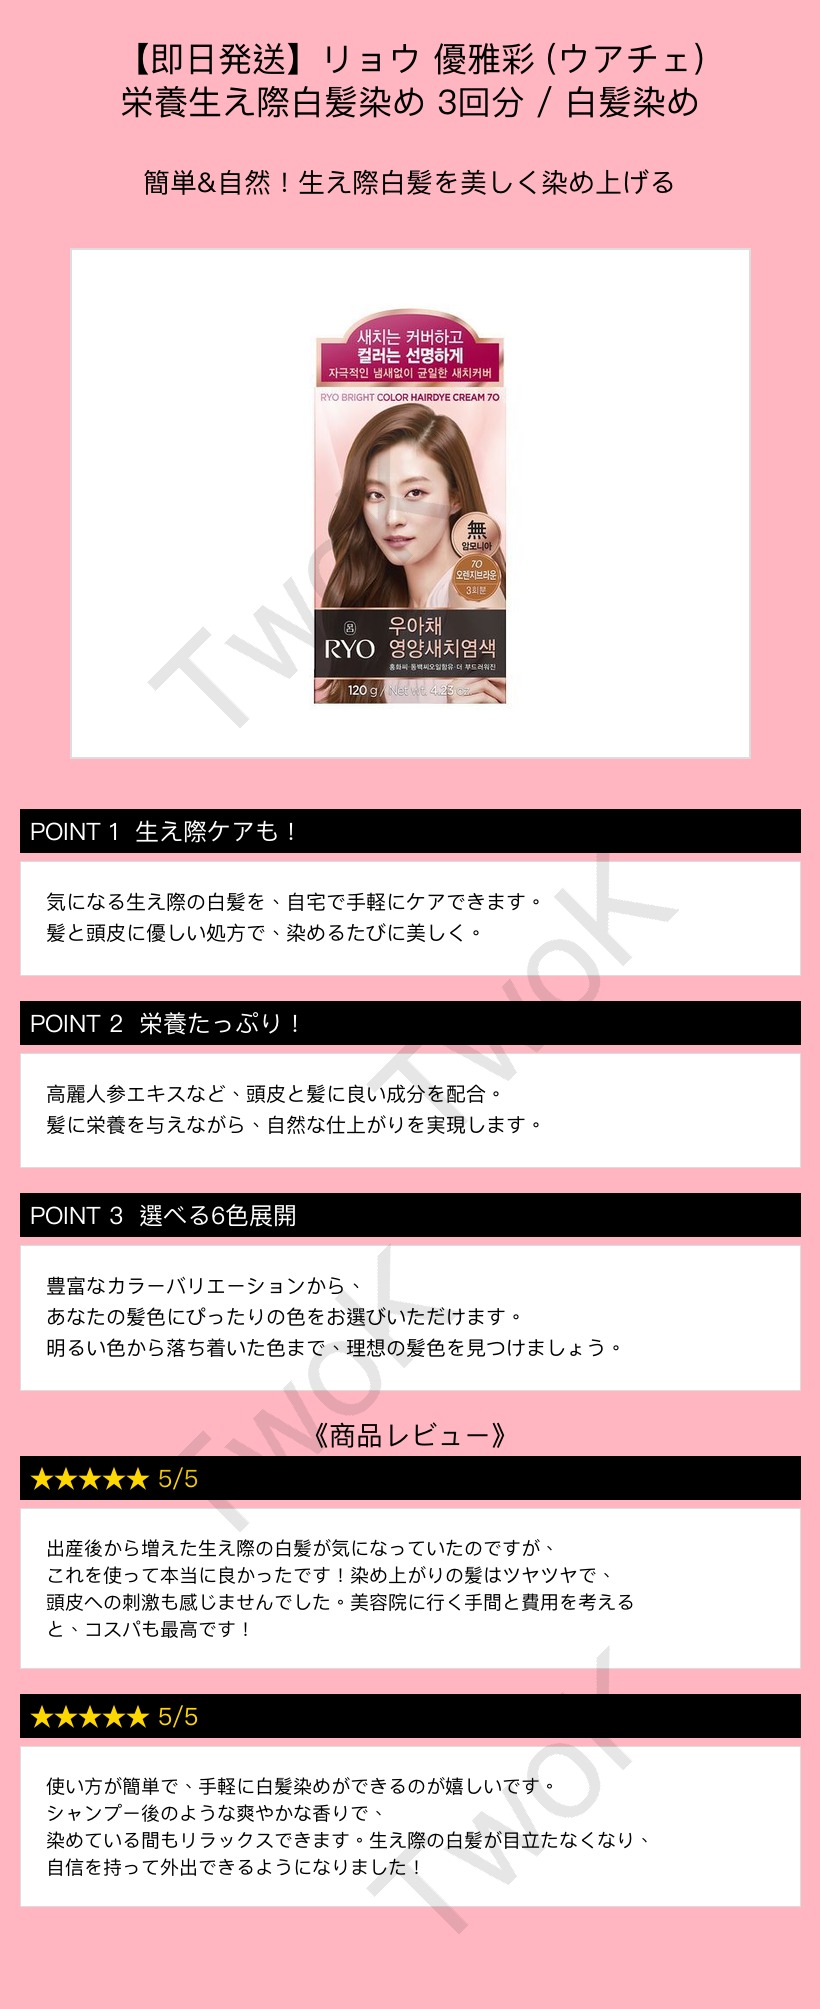 【即日発送】リョウ 優雅彩 (ウアチェ)
栄養生え際白髪染め 3回分 / 白髪染め
簡単&自然！生え際白髪を美しく染め上げる
새치는 커버하고
컬러는 선명하게
자극적인 냄새없이 균일한 새치커버
RYO BRIGHT COLOR HAIRDYE CREAM 7O
無
암모니아
7O
오렌지브라운
3회분
RYO
우아채
영양새치염색
홍화씨·동백씨오일함유·더 부드러워진
120 g / Net wt. 4.23 oz.
TwoK
POINT 1 生え際ケアも！
気になる生え際の白髪を、自宅で手軽にケアできます。
髪と頭皮に優しい処方で、染めるたびに美しく。
TwoK
POINT 2 栄養たっぷり！
高麗人参エキスなど、頭皮と髪に良い成分を配合。
髪に栄養を与えながら、自然な仕上がりを実現します。
POINT 3 選べる6色展開
豊富なカラーバリエーションから、
あなたの髪色にぴったりの色をお選びいただけます。
明るい色から落ち着いた色まで、理想の髪色を見つけましょう。
TwoK
《商品レビュー》
★★★★★ 5/5
出産後から増えた生え際の白髪が気になっていたのですが、
これを使って本当に良かったです！染め上がりの髪はツヤツヤで、
頭皮への刺激も感じませんでした。美容院に行く手間と費用を考える
と、コスパも最高です！
★★★★★ 5/5
使い方が簡単で、手軽に白髪染めができるのが嬉しいです。
シャンプー後のような爽やかな香りで、
染めている間もリラックスできます。生え際の白髪が目立たなくなり、
自信を持って外出できるようになりました！
TwoK